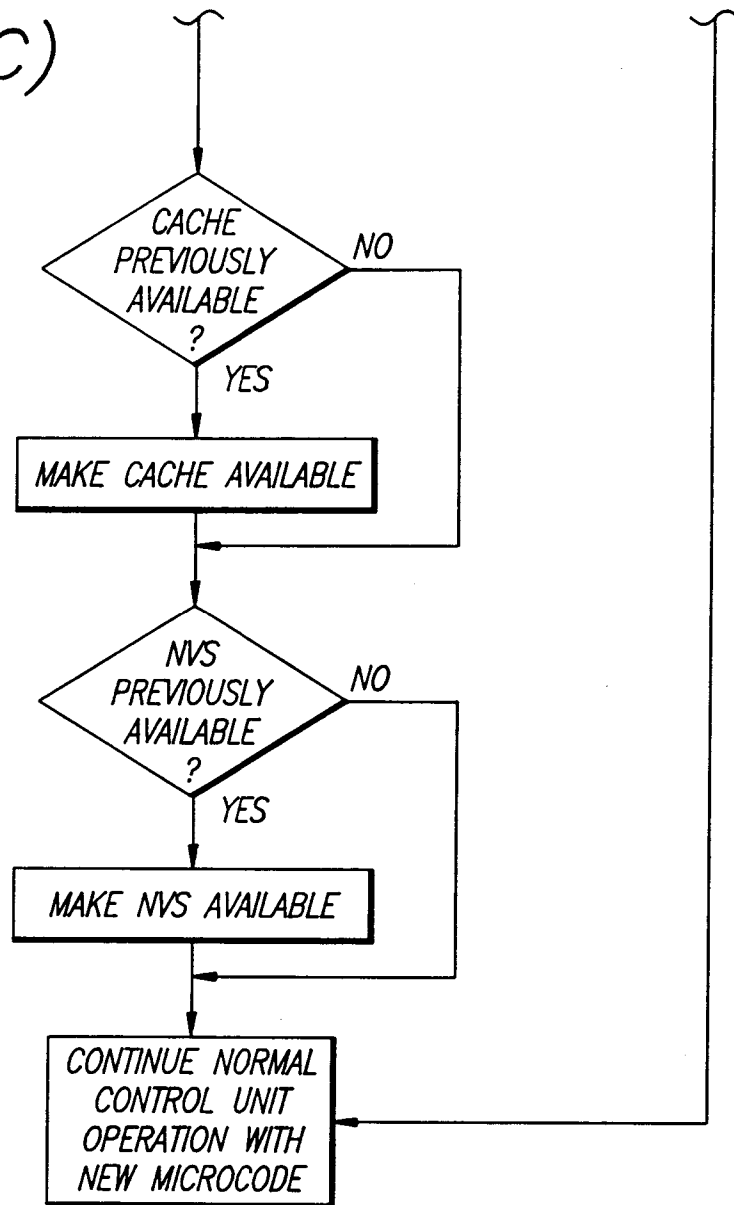 C)
CACHE
PREVIOUSLY
AVAILABLE
?
NO
YES
MAKE CACHE AVAILABLE
NVS
PREVIOUSLY
AVAILABLE
?
NO
YES
MAKE NVS AVAILABLE
CONTINUE NORMAL
CONTROL UNIT
OPERATION WITH
NEW MICROCODE